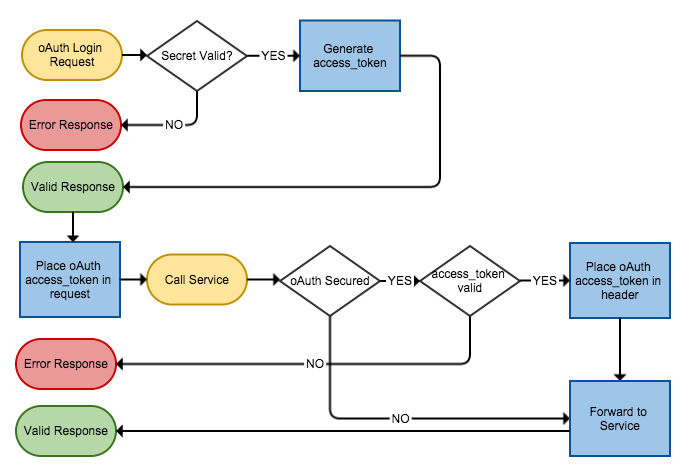 oAuth Login
Request
Secret Valid?
YES
Generate
access_token
Error Response
NO
Valid Response
Place oAuth
access_token in
request
Call Service
oAuth Secured
YES
access_token
valid
YES
Place oAuth
access_token in
header
Error Response
NO
NO
Forward to
Service
Valid Response